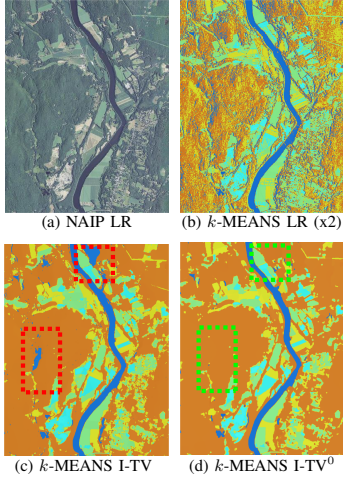 (a) NAIP LR
(b) k-MEANS LR (x2)
(c) k-MEANS I-TV
(d) k-MEANS I-TV⁰